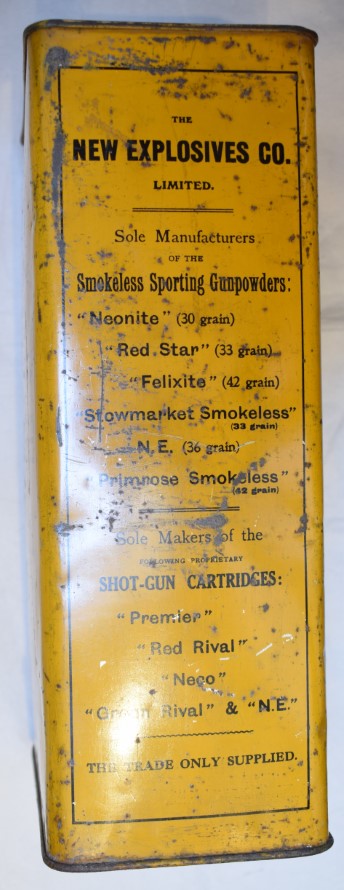 THE
NEW EXPLOSIVES CO.
LIMITED.
Sole Manufacturers
OF THE
Smokeless Sporting Gunpowders:
"Neonite" (30 grain)
"Red Star" (33 grain)
"Felixite" (42 grain)
"Stowmarket Smokeless"
(33 grain)
N.E. (36 grain)
"Primrose Smokeless"
(42 grain)
Sole Makers of the
FOLLOWING PROPRIETARY
SHOT-GUN CARTRIDGES:
"Premier"
"Red Rival"
"Neco"
"Green Rival" & "N.E."
THE TRADE ONLY SUPPLIED.